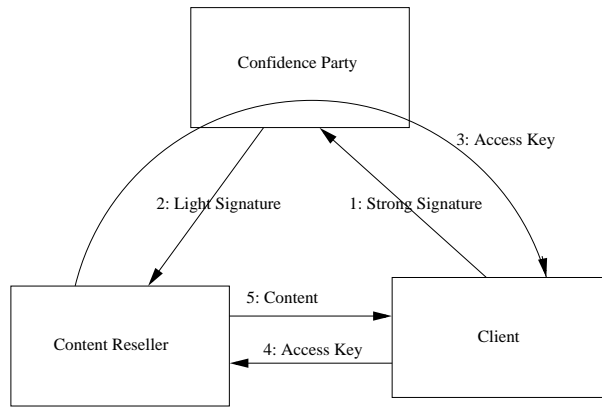 Confidence Party
3: Access Key
2: Light Signature
1: Strong Signature
5: Content
Content Reseller
Client
4: Access Key